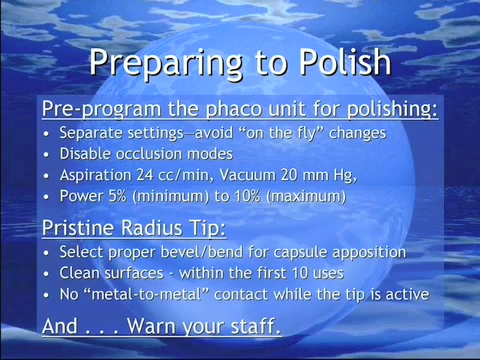 Preparing to Polish
Pre-program the phaco unit for polishing:
• Separate settings—avoid “on the fly” changes
• Disable occlusion modes
• Aspiration 24 cc/min, Vacuum 20 mm Hg,
• Power 5% (minimum) to 10% (maximum)
Pristine Radius Tip:
• Select proper bevel/bend for capsule apposition
• Clean surfaces - within the first 10 uses
• No “metal-to-metal” contact while the tip is active
And . . . Warn your staff.